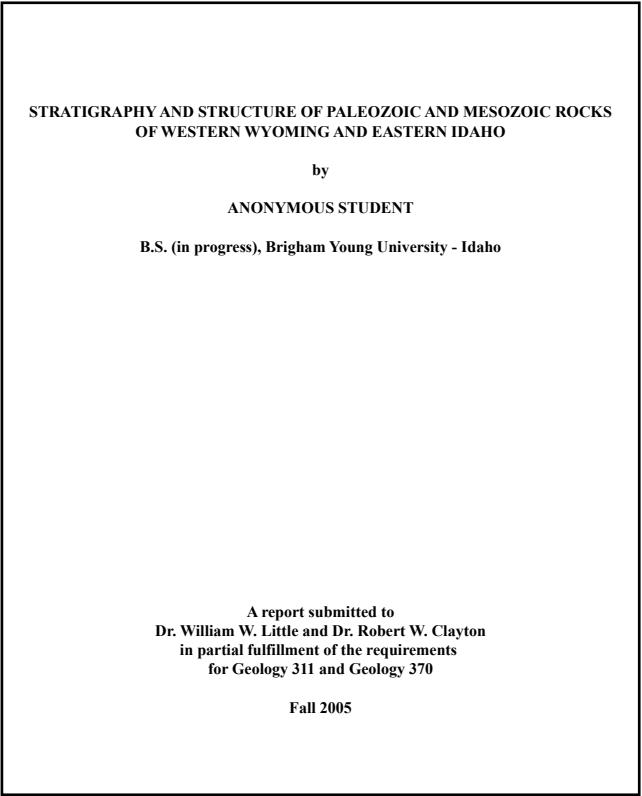 STRATIGRAPHY AND STRUCTURE OF PALEOZOIC AND MESOZOIC ROCKS
OF WESTERN WYOMING AND EASTERN IDAHO
by
ANONYMOUS STUDENT
B.S. (in progress), Brigham Young University - Idaho
A report submitted to
Dr. William W. Little and Dr. Robert W. Clayton
in partial fulfillment of the requirements
for Geology 311 and Geology 370
Fall 2005